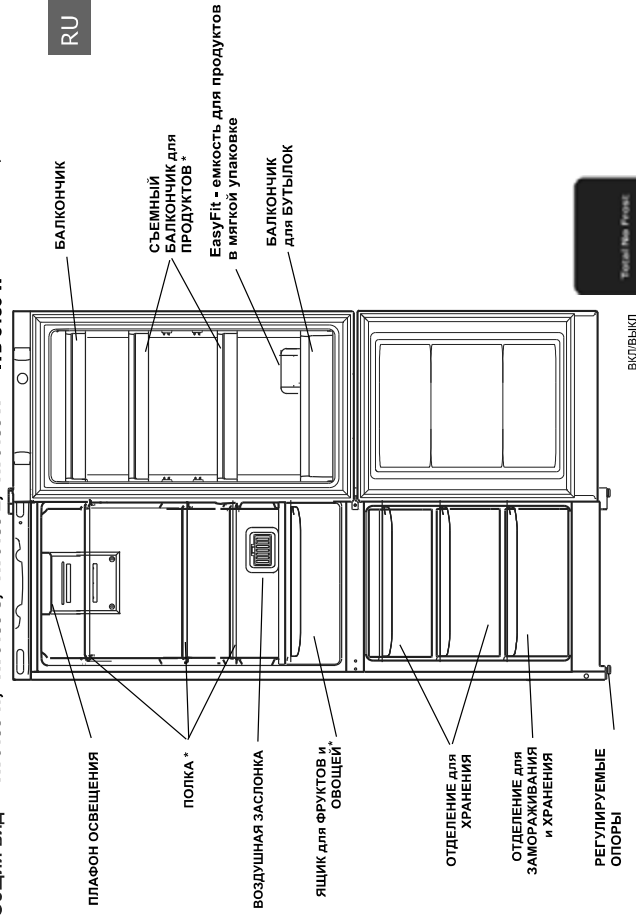 RU
БАЛКОНЧИК
СЪЕМНЫЙ
БАЛКОНЧИК для
ПРОДУКТОВ *
EasyFit - емкость для продуктов
в мягкой упаковке
БАЛКОНЧИК
для БУТЫЛОК
ПЛАФОН ОСВЕЩЕНИЯ
ПОЛКА *
ВОЗДУШНАЯ ЗАСЛОНКА
ЯЩИК для ФРУКТОВ и
ОВОЩЕЙ*
ОТДЕЛЕНИЕ для
ХРАНЕНИЯ
ОТДЕЛЕНИЕ для
ЗАМОРАЖИВАНИЯ
и ХРАНЕНИЯ
РЕГУЛИРУЕМЫЕ
ОПОРЫ
Total No Frost
ВКЛ/ВЫКЛ